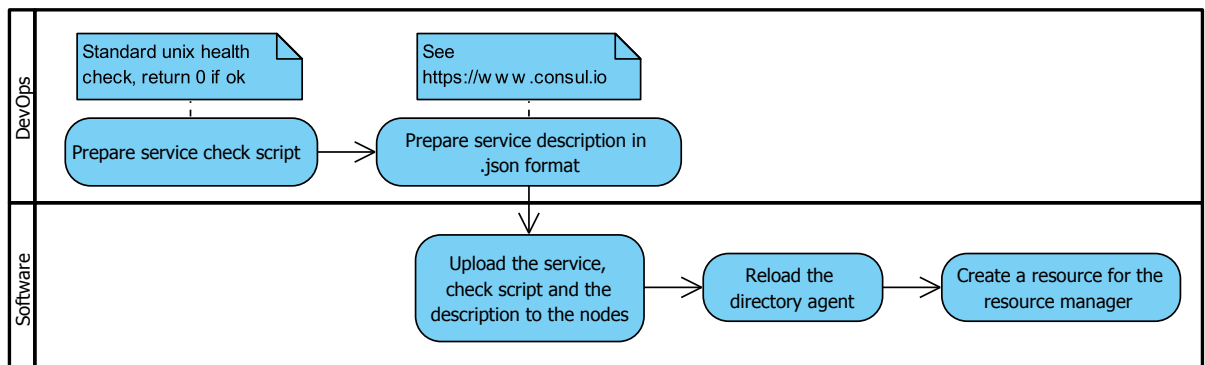 DevOps
Standard unix health
check, return 0 if ok
See
https://www.consul.io
Prepare service check script
Prepare service description in
.json format
Software
Upload the service,
check script and the
description to the nodes
Reload the
directory agent
Create a resource for the
resource manager